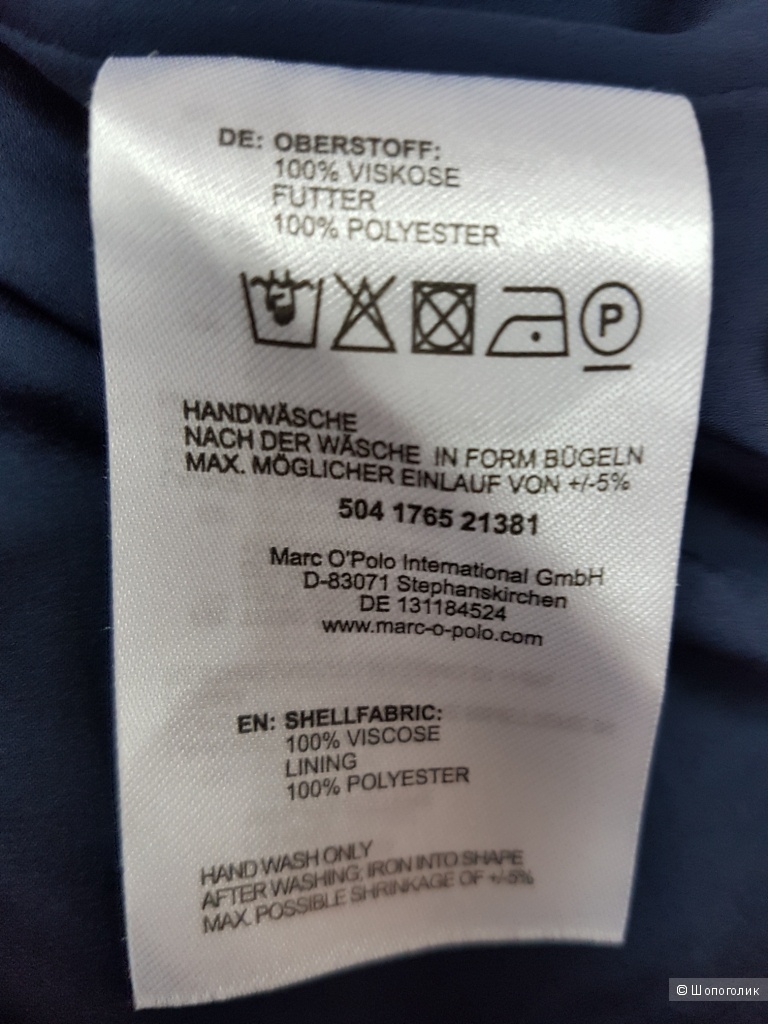 DE: OBERSTOFF:
100% VISKOSE
FUTTER
100% POLYESTER
P
HANDWÄSCHE
NACH DER WÄSCHE IN FORM BÜGELN
MAX. MÖGLICHER EINLAUF VON +/-5%
504 1765 21381
Marc O'Polo International GmbH
D-83071 Stephanskirchen
DE 131184524
www.marc-o-polo.com
EN: SHELLFABRIC:
100% VISCOSE
LINING
100% POLYESTER
HAND WASH ONLY
AFTER WASHING: IRON INTO SHAPE
MAX. POSSIBLE SHRINKAGE OF +/-5%
© Шопоголик